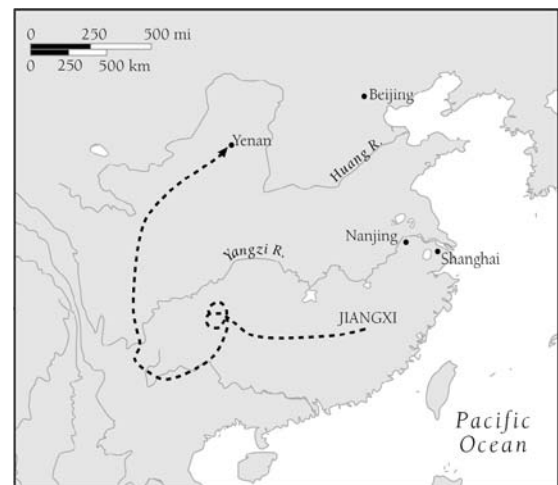 0 250 500 mi
0 250 500 km
Beijing
Yenan
Huang R.
Nanjing
Yangzi R.
Shanghai
JIANGXI
Pacific
Ocean